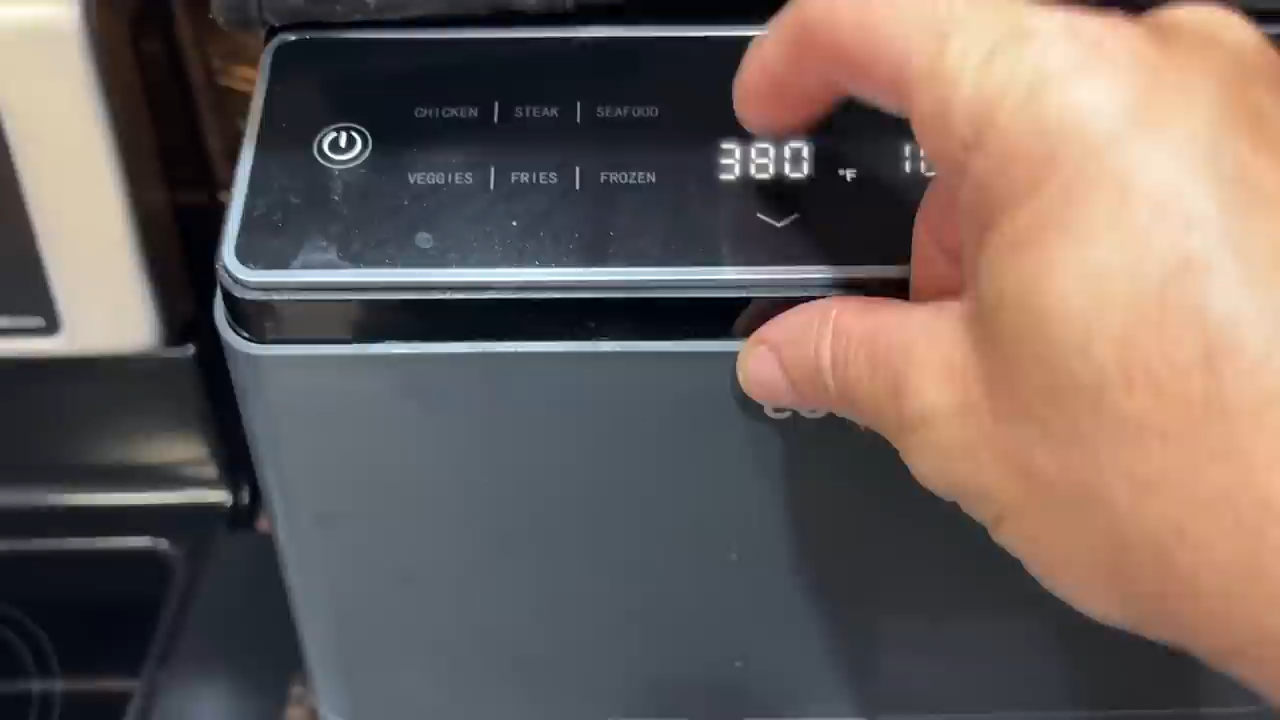 CHICKEN | STEAK | SEAFOOD
380 °F
VEGGIES | FRIES | FROZEN